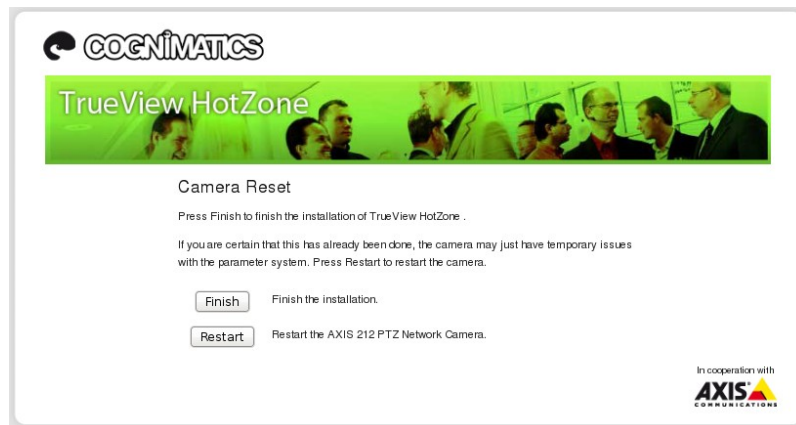 COGNIMATICS
TrueView HotZone
Camera Reset
Press Finish to finish the installation of TrueView HotZone .
If you are certain that this has already been done, the camera may just have temporary issues
with the parameter system. Press Restart to restart the camera.
Finish Finish the installation.
Restart Restart the AXIS 212 PTZ Network Camera.
In cooperation with
AXIS
COMMUNICATIONS